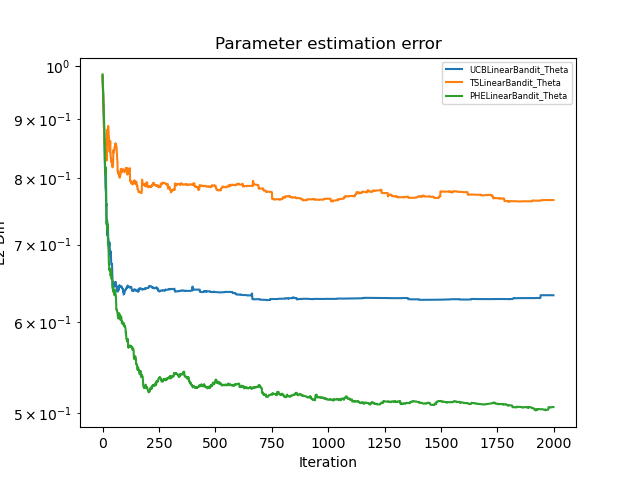 Parameter estimation error
UCBLinearBandit_Theta
TSLinearBandit_Theta
PHELinearBandit_Theta
10⁰
9 × 10⁻¹
8 × 10⁻¹
7 × 10⁻¹
6 × 10⁻¹
5 × 10⁻¹
0 250 500 750 1000 1250 1500 1750 2000
Iteration